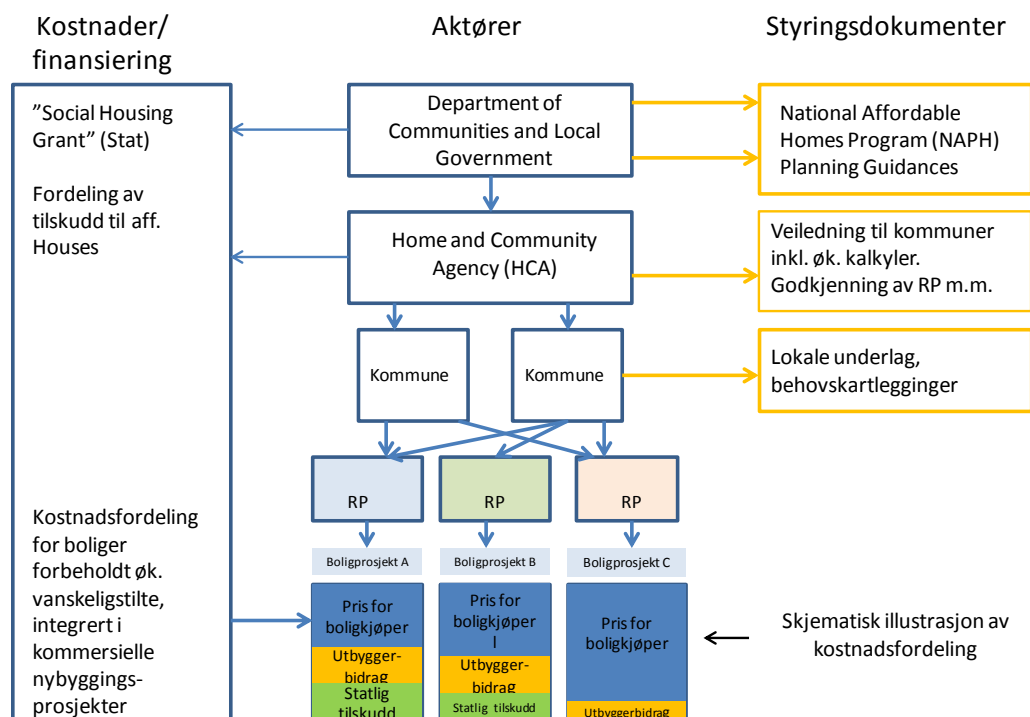 Kostnader/
finansiering
Aktører
Styringsdokumenter
”Social Housing
Grant” (Stat)
Fordeling av
tilskudd til aff.
Houses
Kostnadsfordeling
for boliger
forbeholdt øk.
vanskeligstilte,
integrert i
kommersielle
nybyggings-
prosjekter
Department of
Communities and Local
Government
Home and Community
Agency (HCA)
Kommune
Kommune
RP
RP
RP
Boligprosjekt A
Boligprosjekt B
Boligprosjekt C
Pris for
boligkjøper
Utbygger-
bidrag
Statlig
tilskudd
Pris for
boligkjøper
l
Utbygger-
bidrag
Statlig tilskudd
Pris for
boligkjøper
Utbyggerbidrag
National Affordable
Homes Program (NAPH)
Planning Guidances
Veiledning til kommuner
inkl. øk. kalkyler.
Godkjenning av RP m.m.
Lokale underlag,
behovskartlegginger
Skjematisk illustrasjon av
kostnadsfordeling